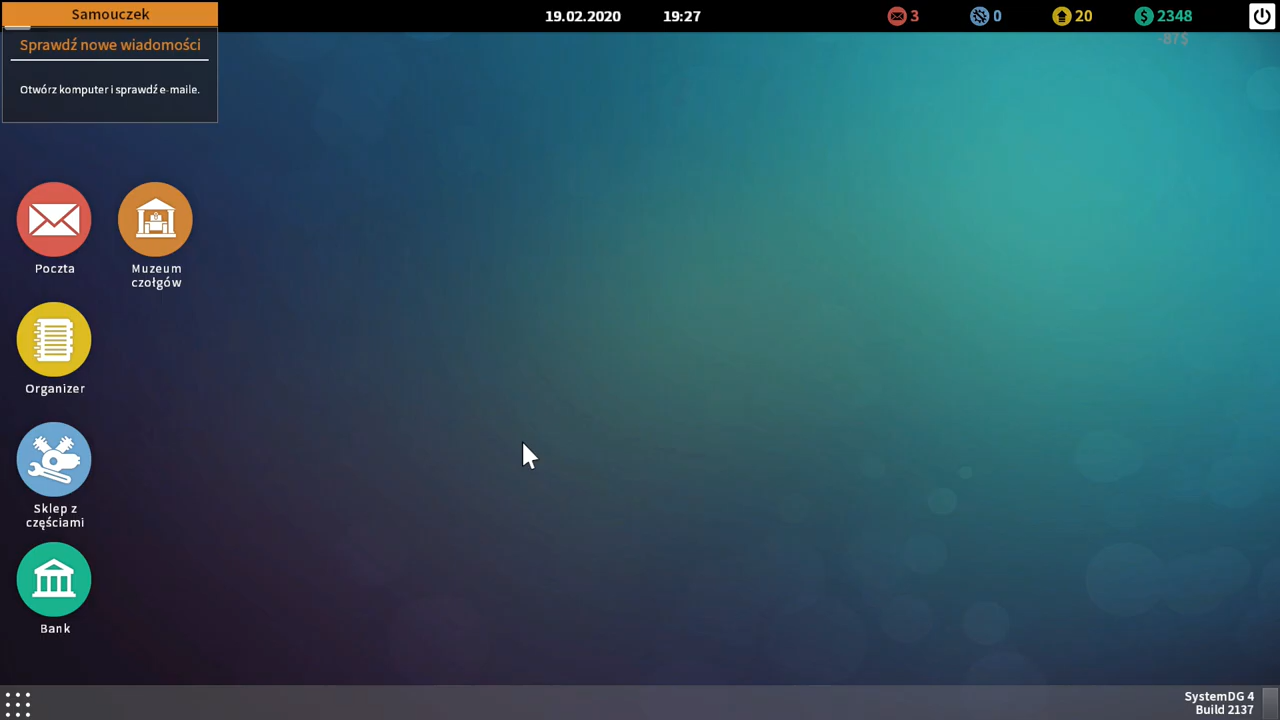 Samouczek
Sprawdź nowe wiadomości
Otwórz komputer i sprawdź e-maile.
19.02.2020 19:27
3 0 20 2348
-87$
Poczta
Muzeum
czołgów
Organizer
Sklep z
częściami
Bank
SystemDG 4
Build 2137